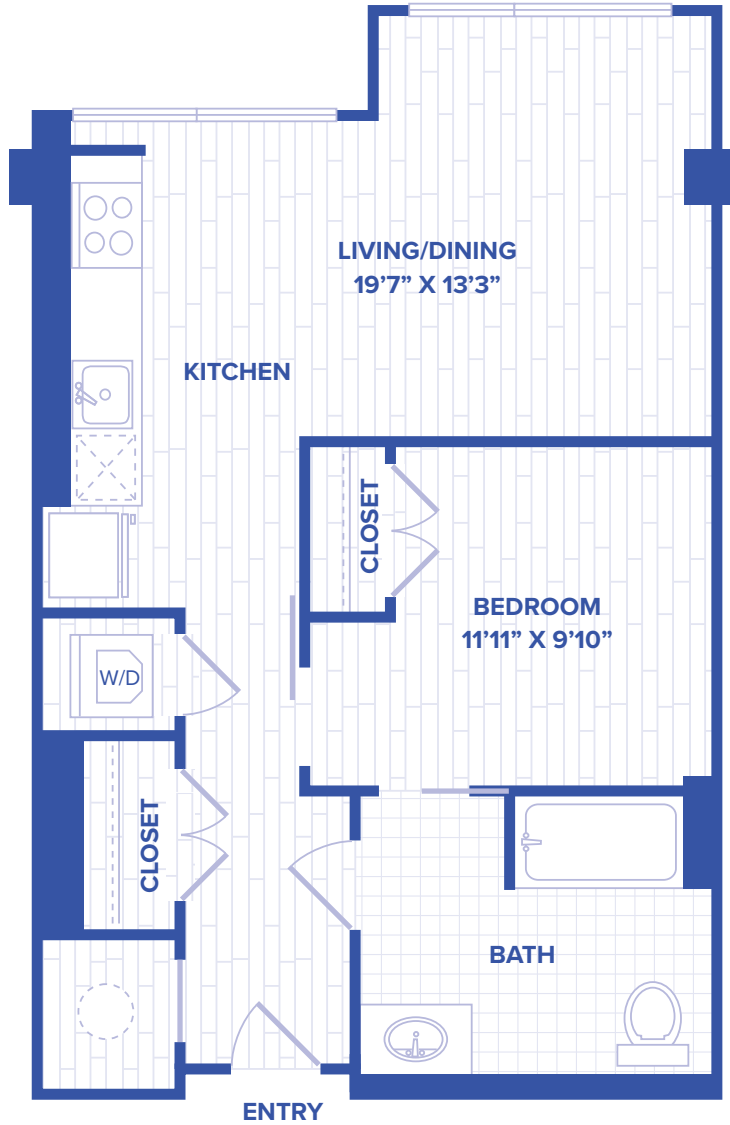 LIVING/DINING
19’7” X 13’3”
KITCHEN
CLOSET
BEDROOM
11’11” X 9’10”
W/D
CLOSET
BATH
ENTRY